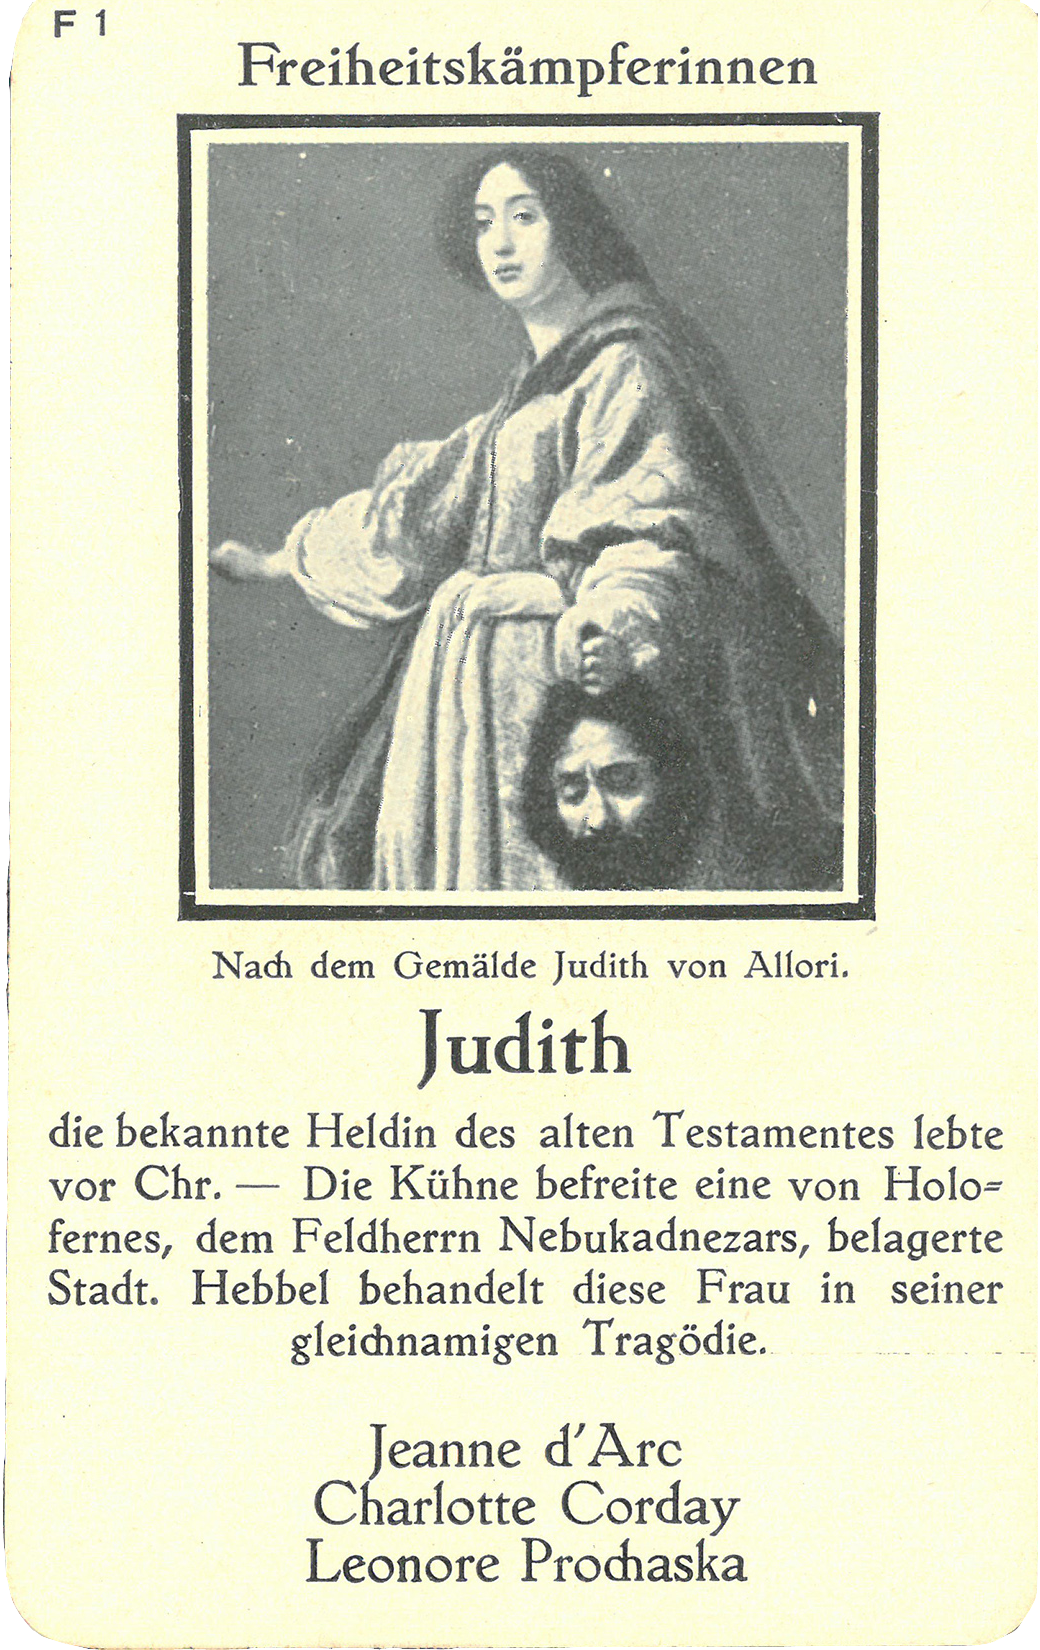 F 1
Freiheitskämpferinnen
Nach dem Gemälde Judith von Allori.
Judith
die bekannte Heldin des alten Testamentes lebte
vor Chr. — Die Kühne befreite eine von Holo=
fernes, dem Feldherrn Nebukadnezars, belagerte
Stadt. Hebbel behandelt diese Frau in seiner
gleichnamigen Tragödie.
Jeanne d'Arc
Charlotte Corday
Leonore Prochaska